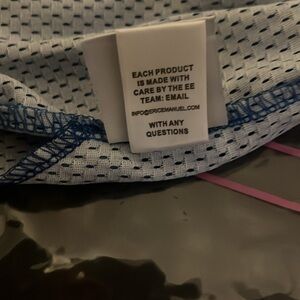 EACH PRODUCT
IS MADE WITH
CARE BY THE EE
TEAM: EMAIL
INFO@ERICEMANUEL.COM
WITH ANY
QUESTIONS